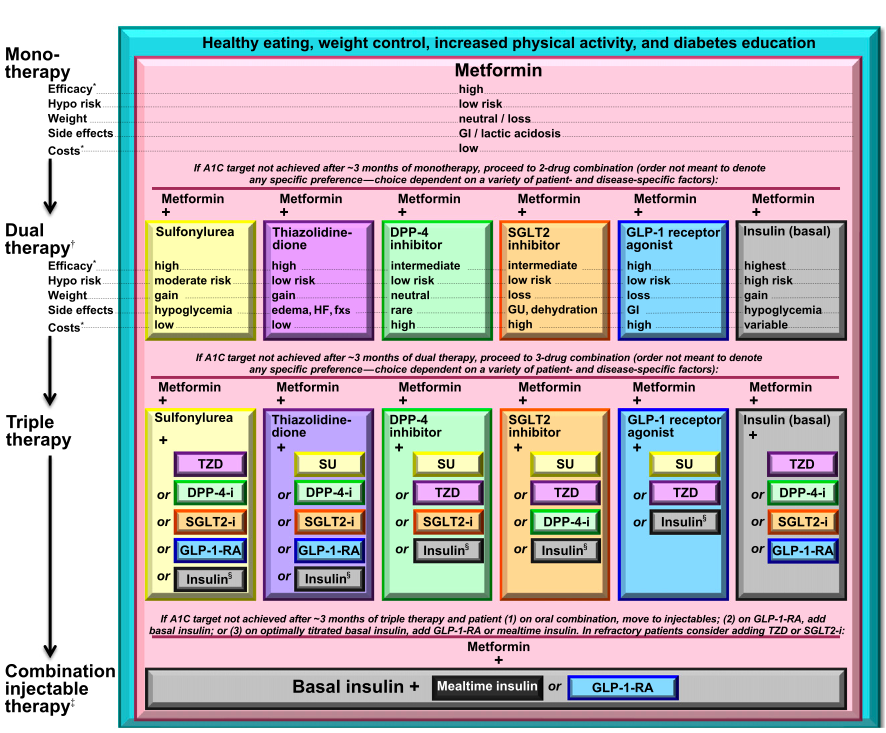 Healthy eating, weight control, increased physical activity, and diabetes education
Mono-
therapy
Metformin
Efficacy* high
Hypo risk low risk
Weight neutral / loss
Side effects GI / lactic acidosis
Costs* low
If A1C target not achieved after ~3 months of monotherapy, proceed to 2-drug combination (order not meant to denote
any specific preference—choice dependent on a variety of patient- and disease-specific factors):
Metformin Metformin Metformin Metformin Metformin Metformin
+ + + + + +
Dual
therapy†
Sulfonylurea
Thiazolidine-
dione
DPP-4
inhibitor
SGLT2
inhibitor
GLP-1 receptor
agonist
Insulin (basal)
Efficacy* high high intermediate intermediate high highest
Hypo risk moderate risk low risk low risk low risk low risk high risk
Weight gain gain neutral loss loss gain
Side effects hypoglycemia edema, HF, fxs rare GU, dehydration GI hypoglycemia
Costs* low low high high high variable
If A1C target not achieved after ~3 months of dual therapy, proceed to 3-drug combination (order not meant to denote
any specific preference—choice dependent on a variety of patient- and disease-specific factors):
Metformin Metformin Metformin Metformin Metformin Metformin
+ + + + + +
Triple
therapy
Sulfonylurea
+
TZD
or DPP-4-i
or SGLT2-i
or GLP-1-RA
or Insulin§
Thiazolidine-
dione
+
SU
or DPP-4-i
or SGLT2-i
or GLP-1-RA
or Insulin§
DPP-4
inhibitor
+
SU
or TZD
or SGLT2-i
or Insulin§
SGLT2
inhibitor
+
SU
or TZD
or DPP-4-i
or Insulin§
GLP-1 receptor
agonist
+
SU
or TZD
or Insulin§
Insulin (basal)
+
TZD
or DPP-4-i
or SGLT2-i
or GLP-1-RA
If A1C target not achieved after ~3 months of triple therapy and patient (1) on oral combination, move to injectables; (2) on GLP-1-RA, add
basal insulin; or (3) on optimally titrated basal insulin, add GLP-1-RA or mealtime insulin. In refractory patients consider adding TZD or SGLT2-i:
Metformin
+
Combination
injectable
therapy‡
Basal insulin + Mealtime insulin or GLP-1-RA